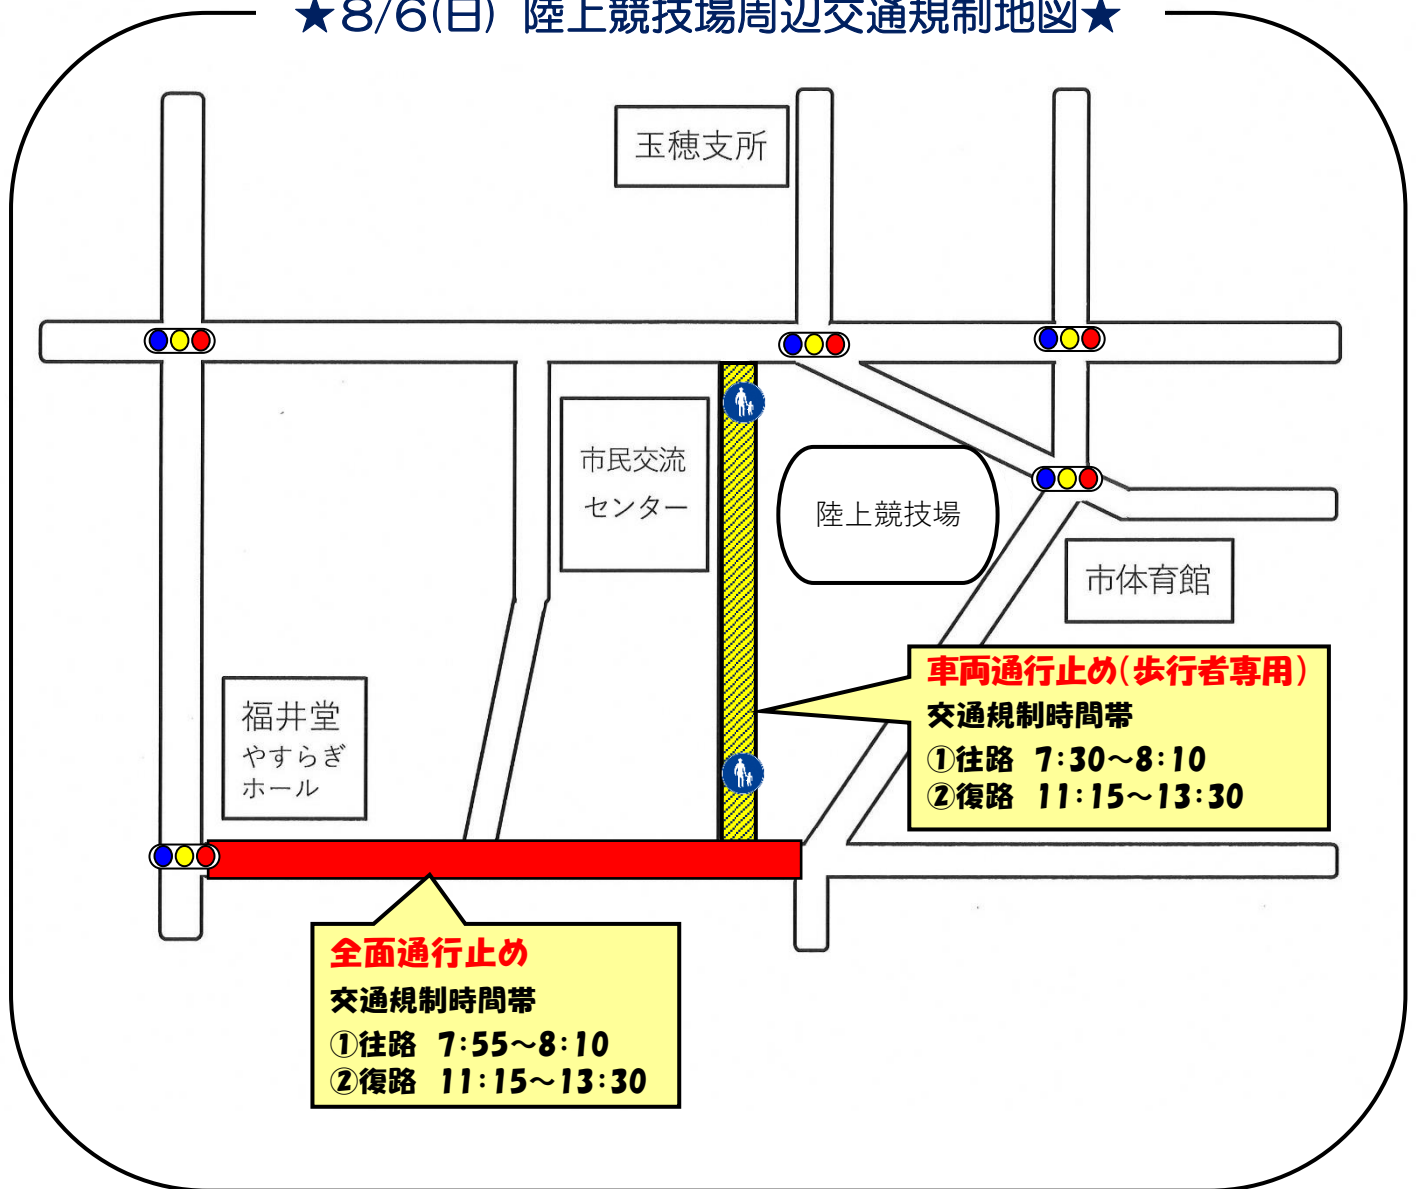 ★8/6(日) 陸上競技場周辺交通規制地図★
玉穂支所
市民交流
センター
陸上競技場
市体育館
車両通行止め(歩行者専用)
交通規制時間帯
①往路 7:30～8:10
②復路 11:15～13:30
福井堂
やすらぎ
ホール
全面通行止め
交通規制時間帯
①往路 7:55～8:10
②復路 11:15～13:30